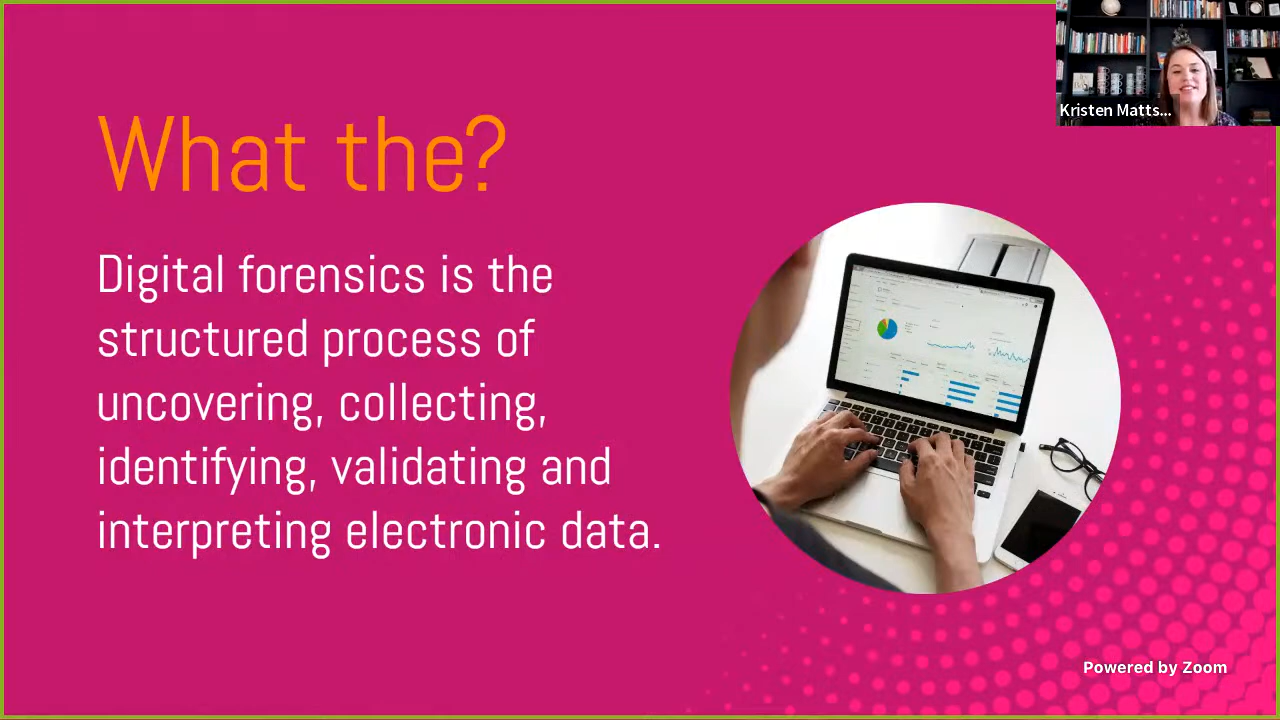 What the?
Digital forensics is the
structured process of
uncovering, collecting,
identifying, validating and
interpreting electronic data.
Kristen Matts...
Powered by Zoom